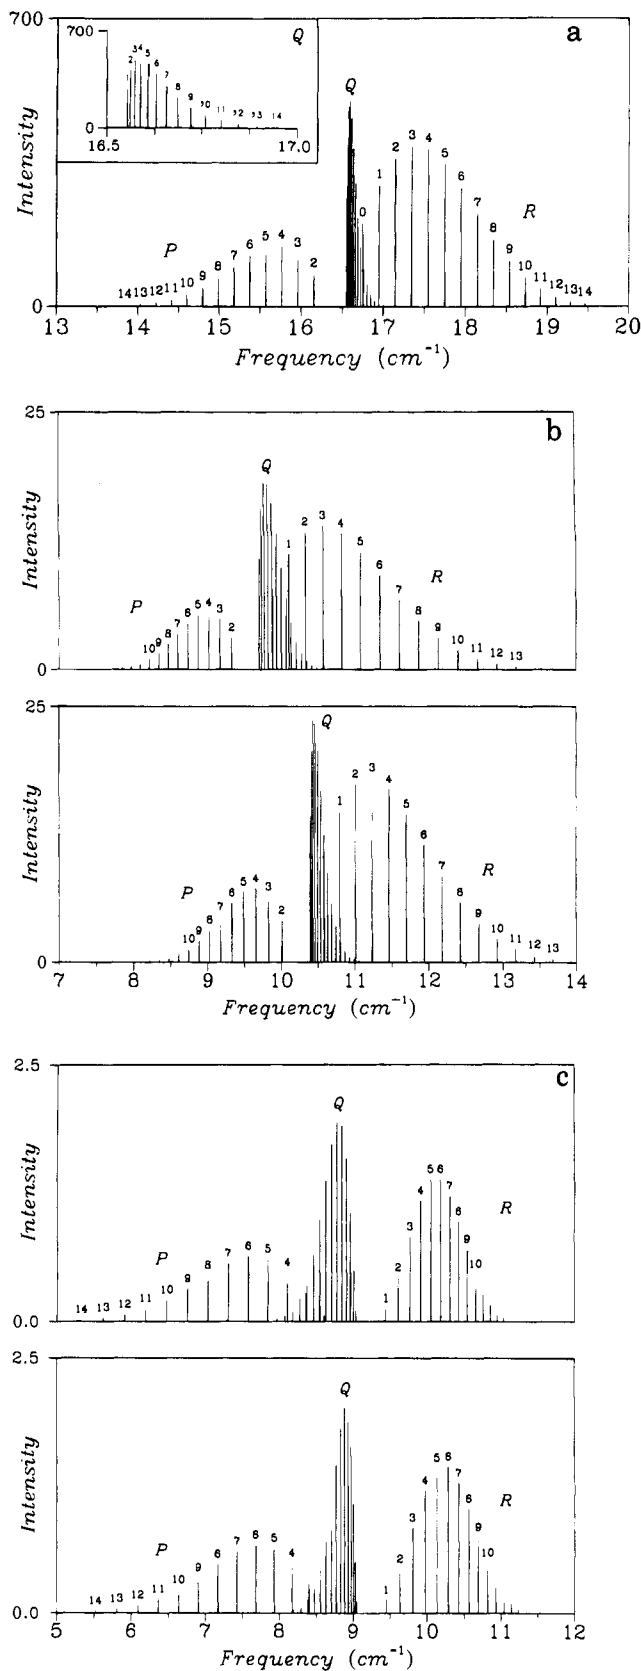 a
700
Intensity
0
Q
700
0
16.5 17.0
2 3 4 5 6 7 8 9 10 11 12 13 14
P
14 13 12 11 10 9 8 7 6 5 4 3 2
Q
0 1 2 3 4 5 6 7 8 9 10 11 12 13 14
R
13 14 15 16 17 18 19 20
Frequency (cm⁻¹)
b
25
Intensity
0
P
10 9 8 7 6 5 4 3 2
Q
1 2 3 4 5 6 7 8 9 10 11 12 13
R
25
Intensity
0
P
10 9 8 7 6 5 4 3 2
Q
1 2 3 4 5 6 7 8 9 10 11 12 13
R
7 8 9 10 11 12 14
Frequency (cm⁻¹)
c
2.5
Intensity
0.0
P
14 13 12 11 10 9 8 7 6 5 4
Q
1 2 3 4 5 6 7 8 9 10
R
2.5
Intensity
0.0
P
14 13 12 11 10 9 8 7 6 5 4
Q
1 2 3 4 5 6 7 8 9 10
R
5 6 7 8 9 10 11 12
Frequency (cm⁻¹)